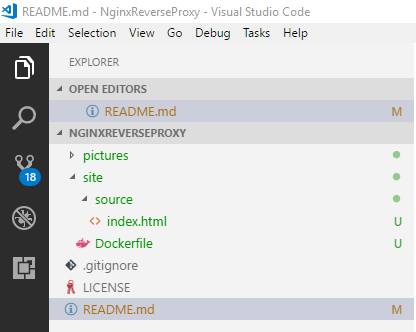 README.md - NginxReverseProxy - Visual Studio Code
File Edit Selection View Go Debug Tasks Help
EXPLORER
OPEN EDITORS
README.md M
NGINXREVERSEPROXY
pictures
site
source
index.html U
Dockerfile U
.gitignore
LICENSE
README.md M
18